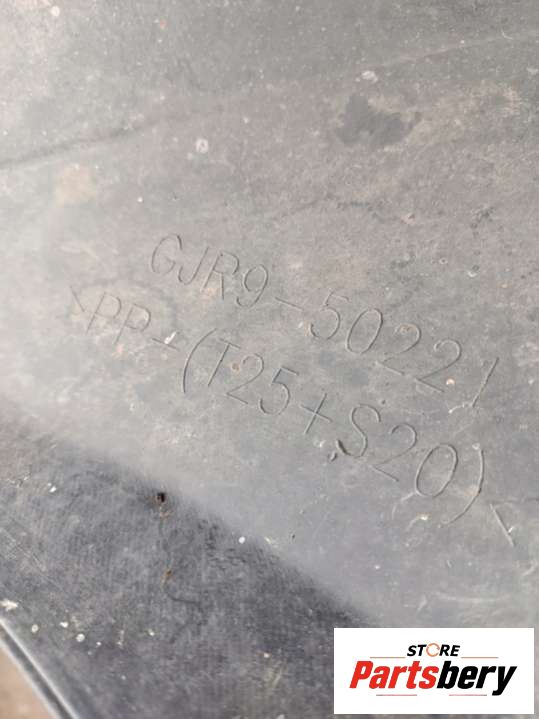 GJR9-50221
>PP-(T25+S20)<
STORE
Partsbery